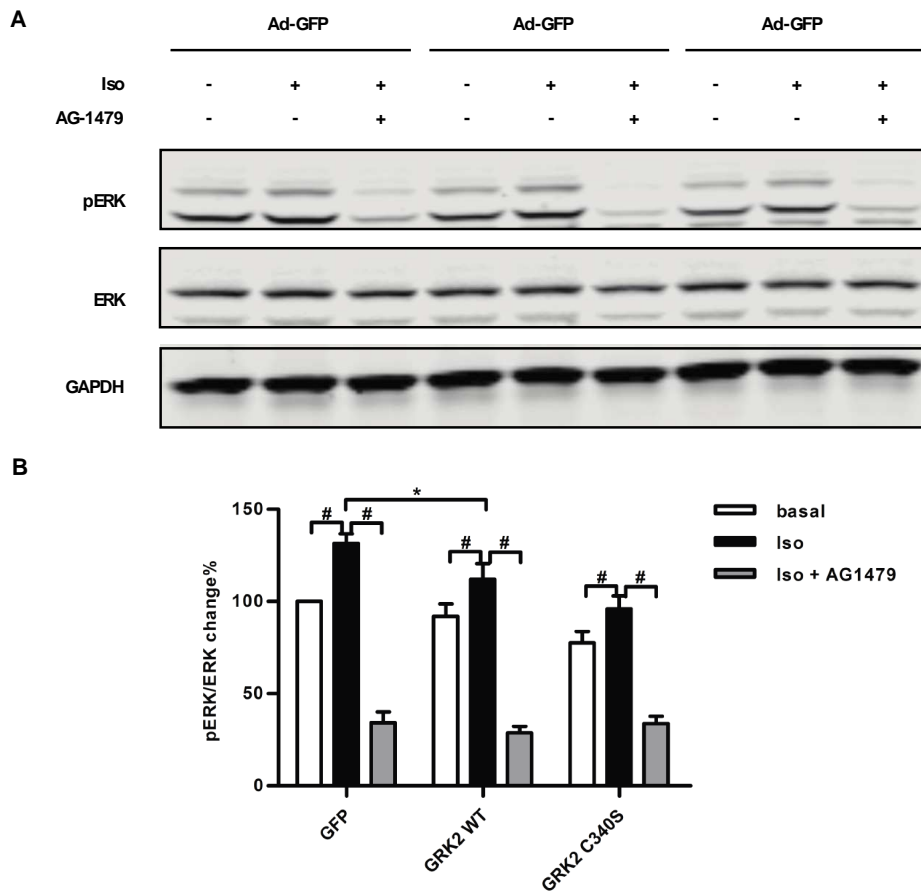 A
Ad-GFP Ad-GFP Ad-GFP
Iso - + + - + + - + +
AG-1479 - - + - - + - - +
pERK
ERK
GAPDH
B
pERK/ERK change%
150
100
50
0
*
# #
# #
# #
GFP
GRK2 WT
GRK2 C340S
basal
Iso
Iso + AG1479